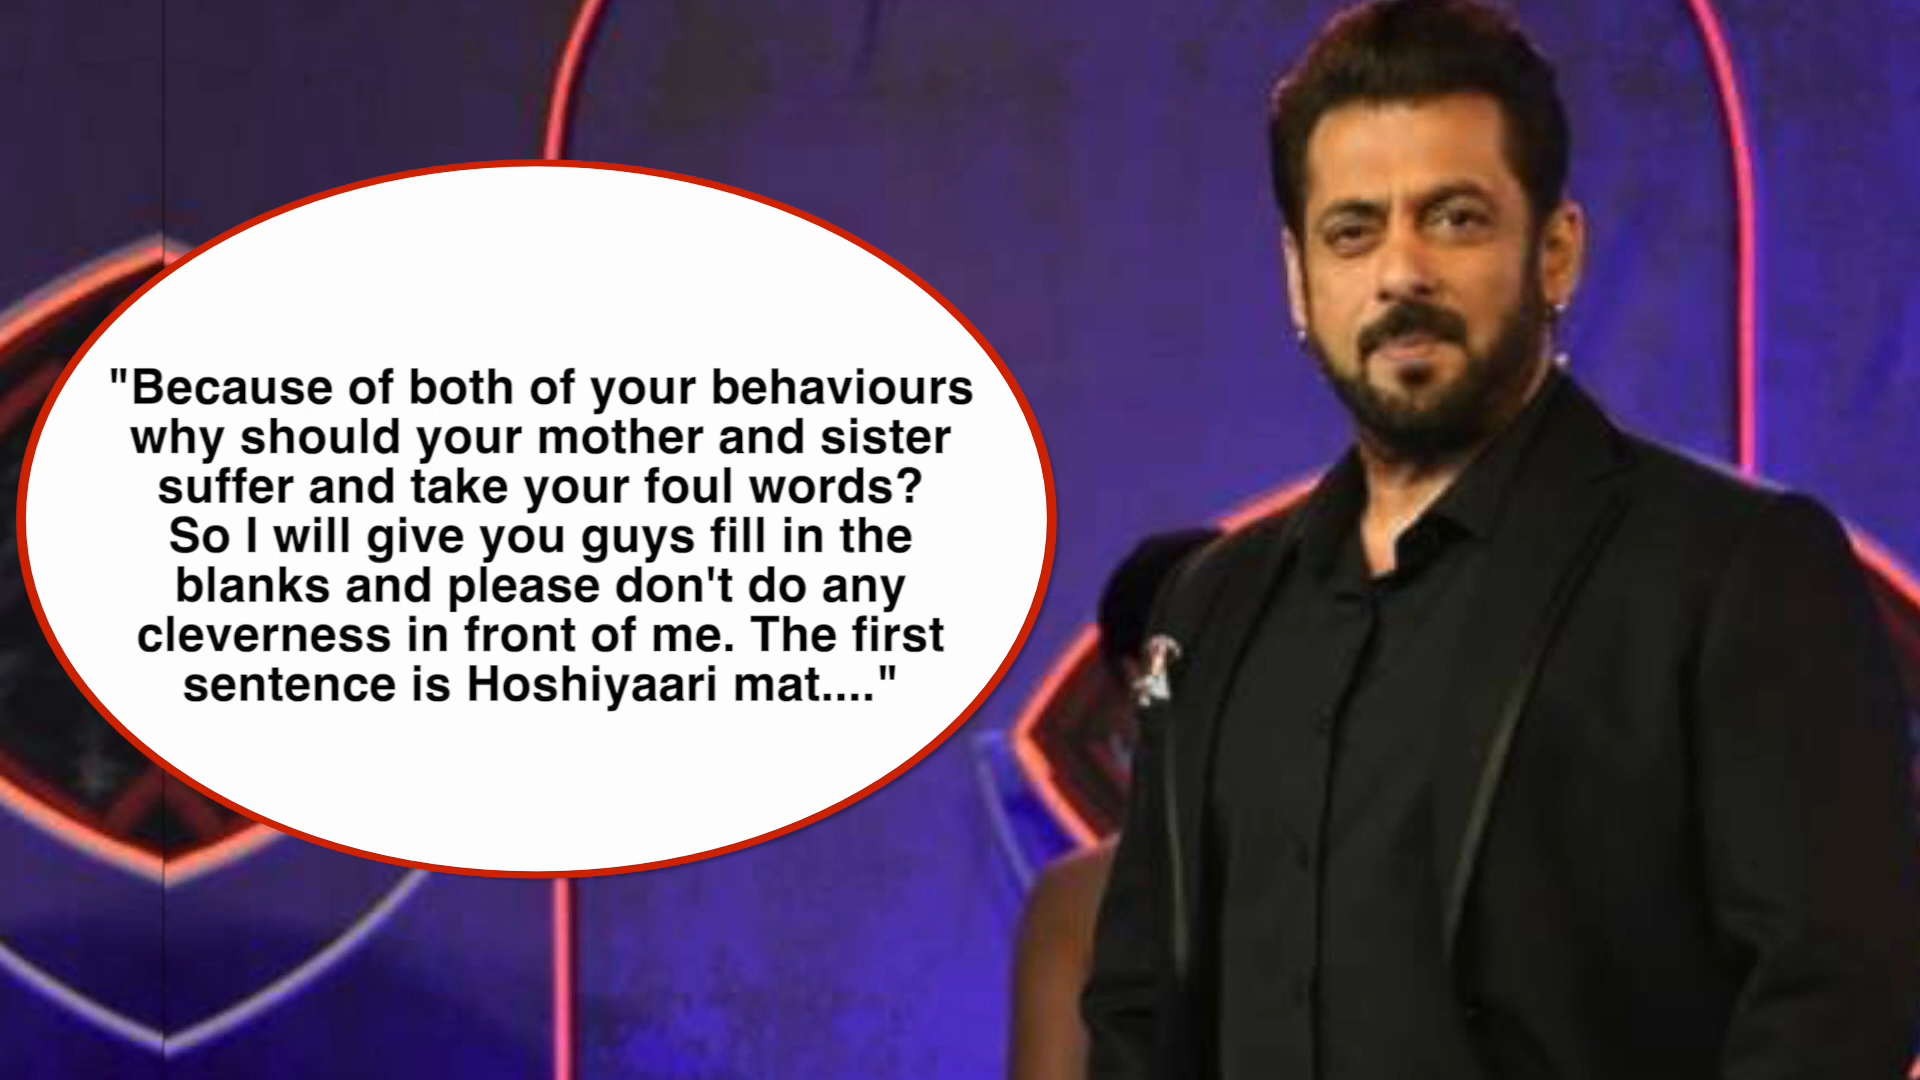 "Because of both of your behaviours
why should your mother and sister
suffer and take your foul words?
So I will give you guys fill in the
blanks and please don't do any
cleverness in front of me. The first
sentence is Hoshiyaari mat...."